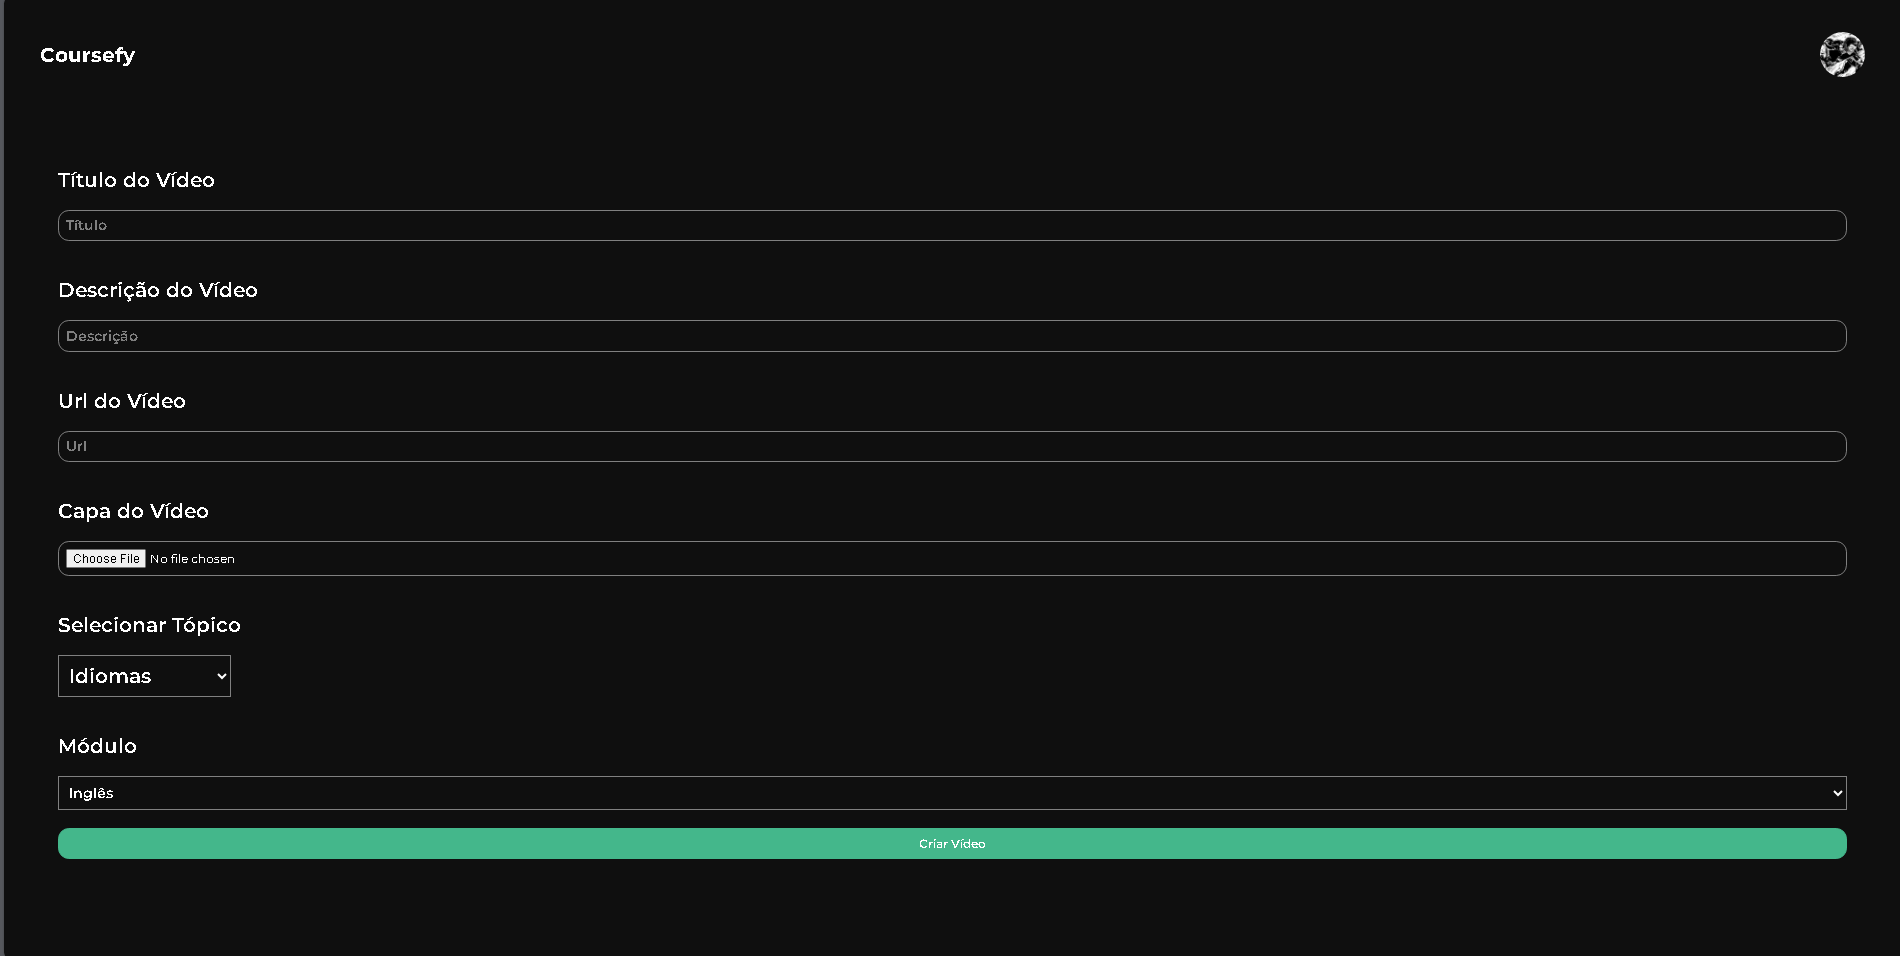 Coursefy
Título do Vídeo
Título
Descrição do Vídeo
Descrição
Url do Vídeo
Url
Capa do Vídeo
Choose File No file chosen
Selecionar Tópico
Idiomas
Módulo
Inglês
Criar Vídeo